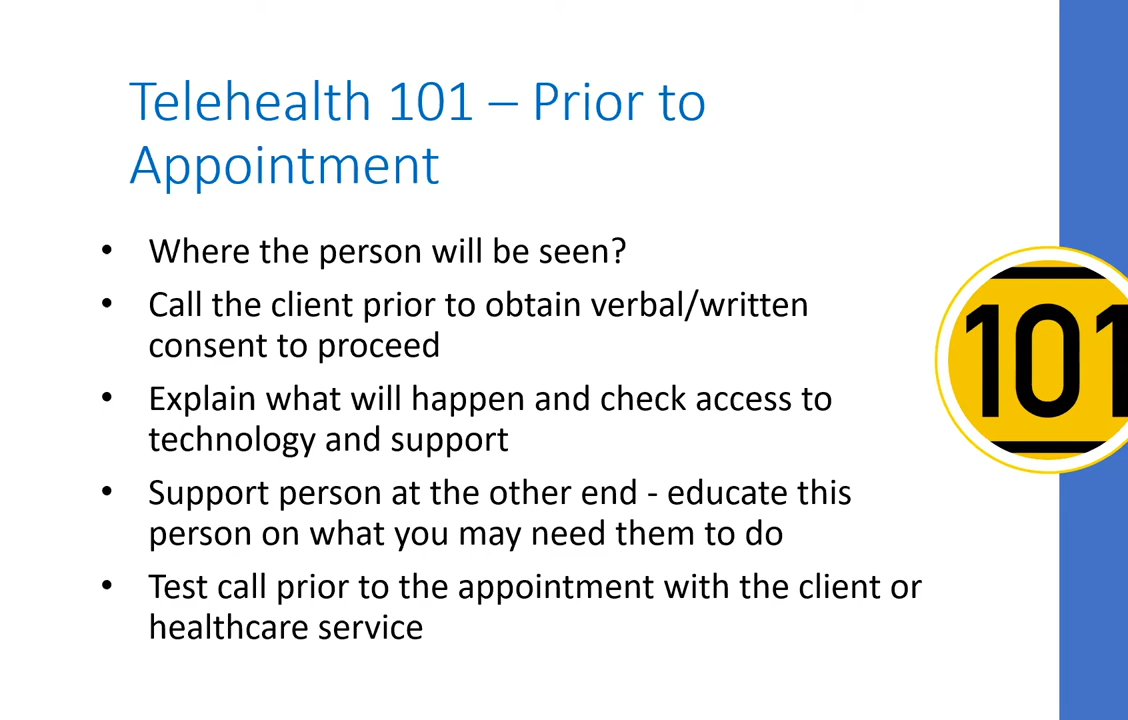 Telehealth 101 – Prior to
Appointment
• Where the person will be seen?
• Call the client prior to obtain verbal/written
consent to proceed
• Explain what will happen and check access to
technology and support
• Support person at the other end - educate this
person on what you may need them to do
• Test call prior to the appointment with the client or
healthcare service
101